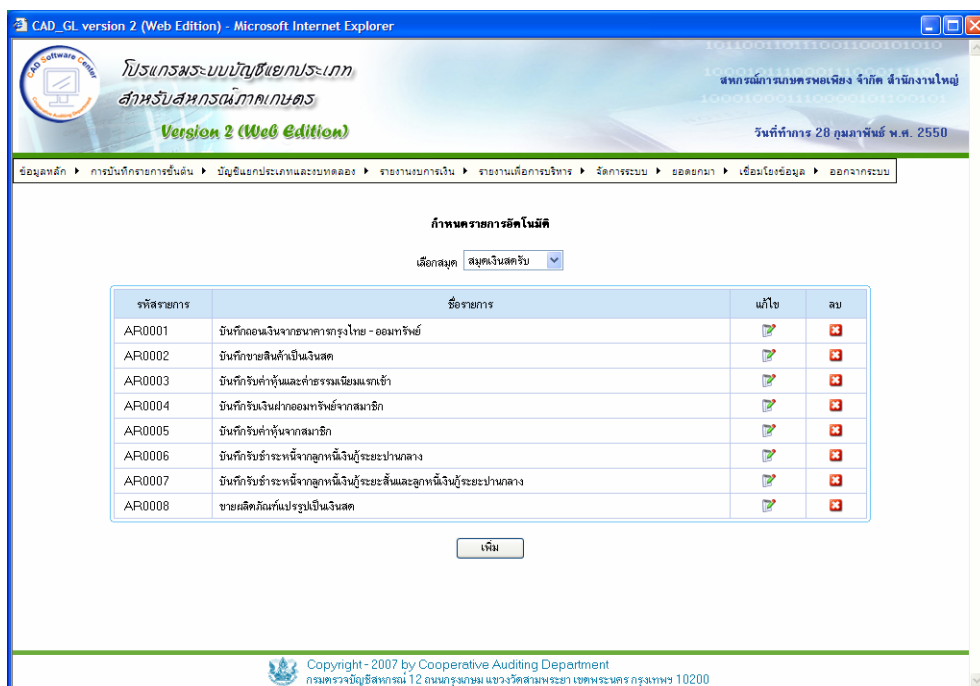 CAD_GL version 2 (Web Edition) - Microsoft Internet Explorer
CAD Software Center
Cooperative Auditing Department
โปรแกรมระบบบัญชีแยกประเภท
สำหรับสหกรณ์ภาคเกษตร
Version 2 (Web Edition)
สหกรณ์การเกษตรพอเพียง จำกัด สำนักงานใหญ่
วันที่ทำการ 28 กุมภาพันธ์ พ.ศ. 2550
ข้อมูลหลัก การบันทึกรายการขั้นต้น บัญชีแยกประเภทและงบทดลอง รายงานงบการเงิน รายงานเพื่อการบริหาร จัดการระบบ ยอดยกมา เชื่อมโยงข้อมูล ออกจากระบบ
กำหนดรายการอัตโนมัติ
เลือกสมุด สมุดเงินสดรับ
รหัสรายการ ชื่อรายการ แก้ไข ลบ
AR0001 บันทึกถอนเงินจากธนาคารกรุงไทย - ออมทรัพย์
AR0002 บันทึกขายสินค้าเป็นเงินสด
AR0003 บันทึกรับค่าหุ้นและค่าธรรมเนียมแรกเข้า
AR0004 บันทึกรับเงินฝากออมทรัพย์จากสมาชิก
AR0005 บันทึกรับค่าหุ้นจากสมาชิก
AR0006 บันทึกรับชำระหนี้จากลูกหนี้เงินกู้ระยะปานกลาง
AR0007 บันทึกรับชำระหนี้จากลูกหนี้เงินกู้ระยะสั้นและลูกหนี้เงินกู้ระยะปานกลาง
AR0008 ขายผลิตภัณฑ์แปรรูปเป็นเงินสด
เพิ่ม
Copyright - 2007 by Cooperative Auditing Department
กรมตรวจบัญชีสหกรณ์ 12 ถนนกรุงเกษม แขวงวัดสามพระยา เขตพระนคร กรุงเทพฯ 10200